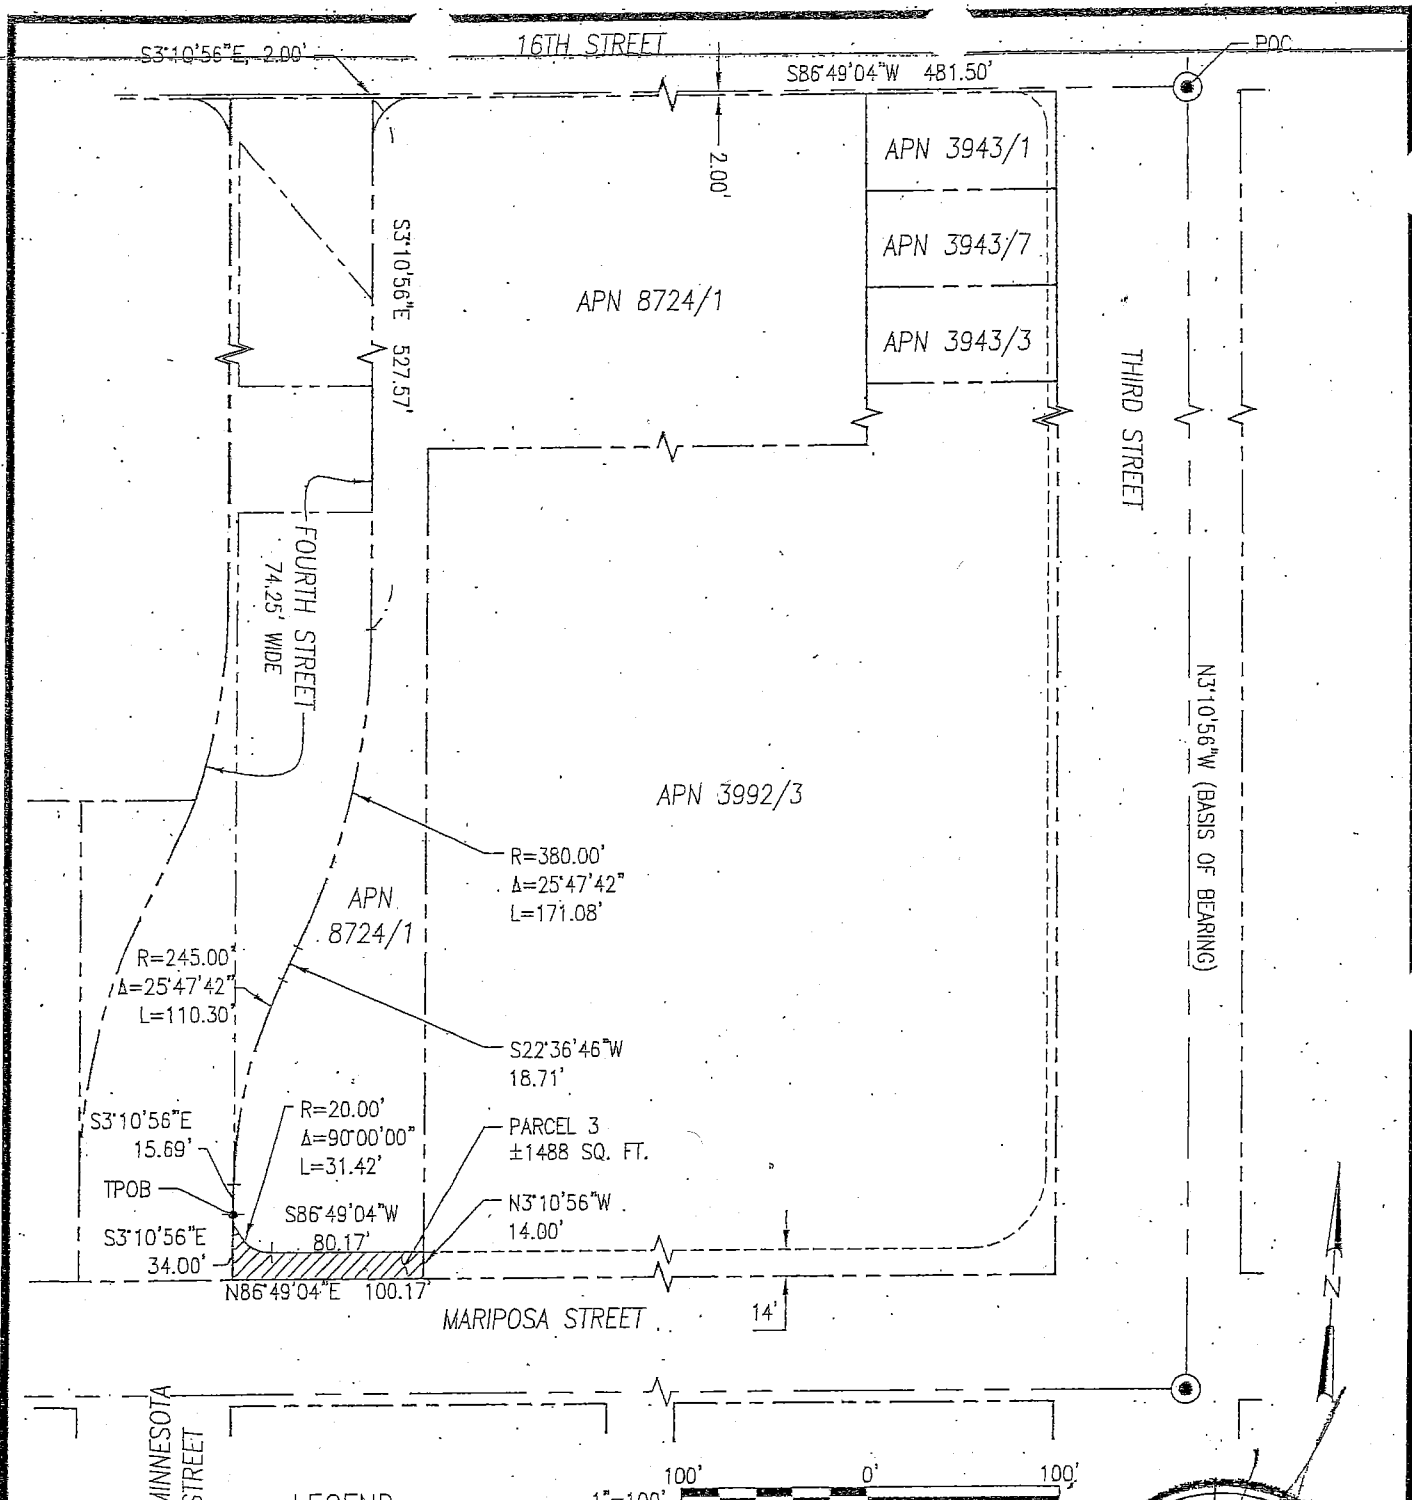 16TH STREET
POC
S3°10'56"E, 2.00'
S86°49'04"W 481.50'
2.00'
APN 3943/1
APN 3943/7
APN 3943/3
APN 8724/1
S3°10'56"E 527.57'
THIRD STREET
FOURTH STREET
74.25' WIDE
N3°10'56"W (BASIS OF BEARING)
APN 3992/3
R=380.00'
Δ=25°47'42"
L=171.08'
APN
8724/1
R=245.00'
Δ=25°47'42"
L=110.30'
S22°36'46"W
18.71'
S3°10'56"E
15.69'
R=20.00'
Δ=90°00'00"
L=31.42'
PARCEL 3
±1488 SQ. FT.
TPOB
S86°49'04"W
80.17'
N3°10'56"W
14.00'
S3°10'56"E
34.00'
N86°49'04"E 100.17'
MARIPOSA STREET
14'
N
MINNESOTA
STREET
LEGEND
100' 0' 100'
1"=100'